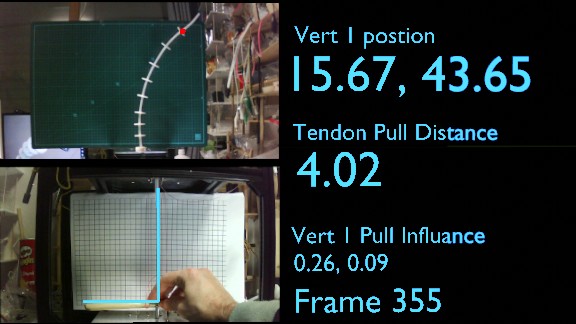 Vert 1 postion
15.67, 43.65
Tendon Pull Distance
4.02
Vert 1 Pull Influance
0.26, 0.09
Frame 355